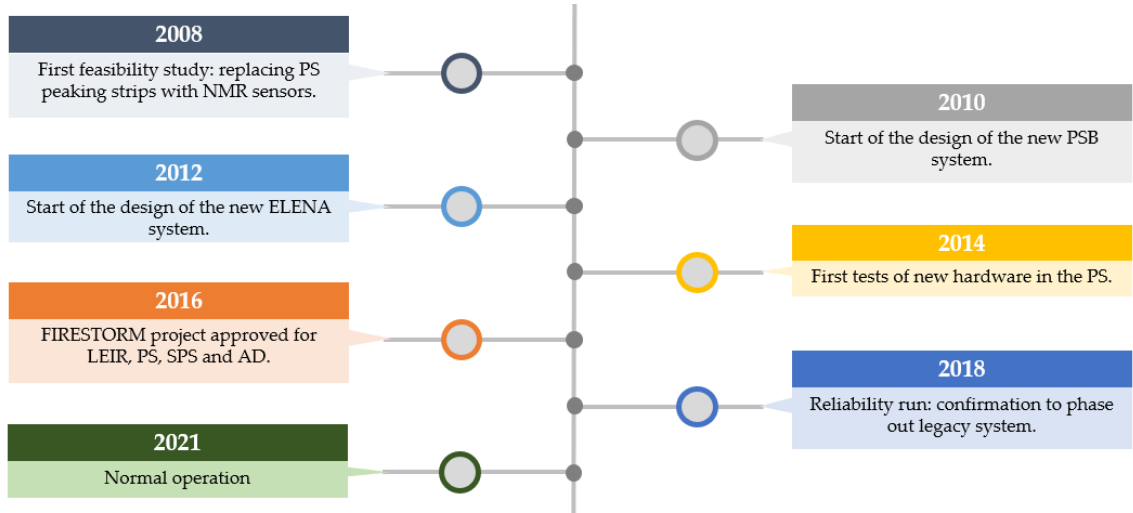 2008
First feasibility study: replacing PS
peaking strips with NMR sensors.
2010
Start of the design of the new PSB
system.
2012
Start of the design of the new ELENA
system.
2014
First tests of new hardware in the PS.
2016
FIRESTORM project approved for
LEIR, PS, SPS and AD.
2018
Reliability run: confirmation to phase
out legacy system.
2021
Normal operation